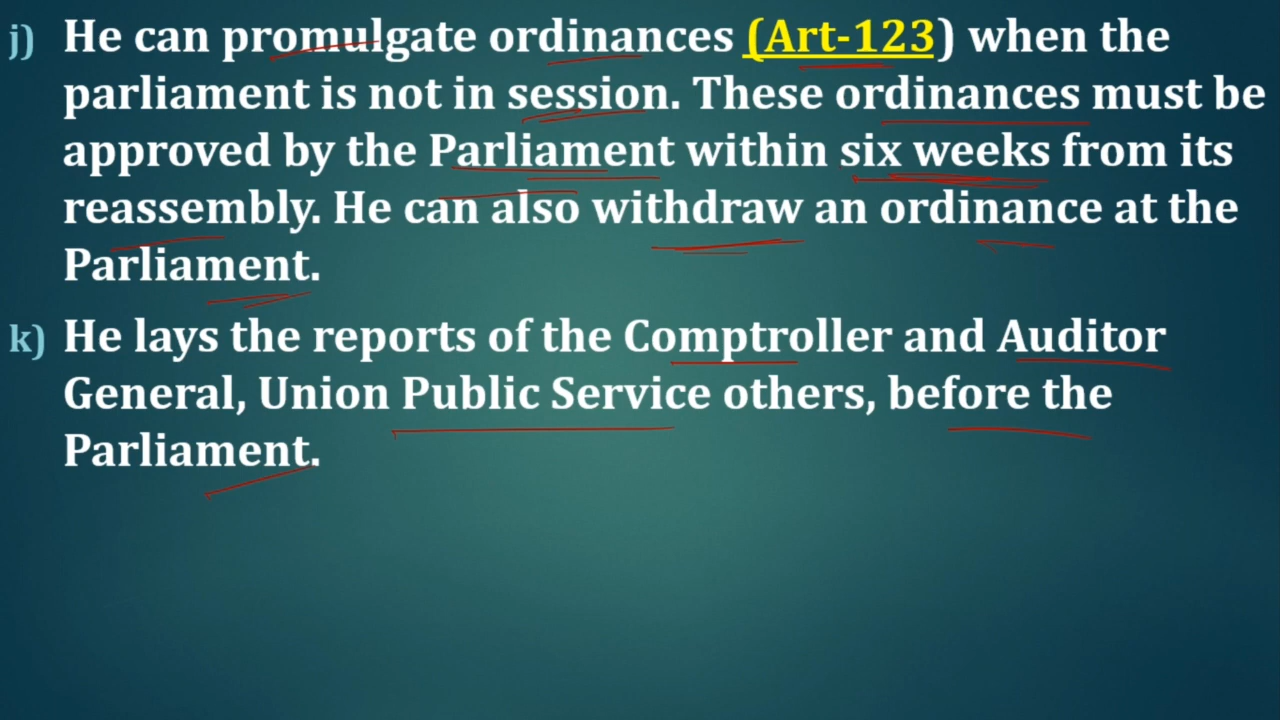 j) He can promulgate ordinances (Art-123) when the
parliament is not in session. These ordinances must be
approved by the Parliament within six weeks from its
reassembly. He can also withdraw an ordinance at the
Parliament.
k) He lays the reports of the Comptroller and Auditor
General, Union Public Service others, before the
Parliament.